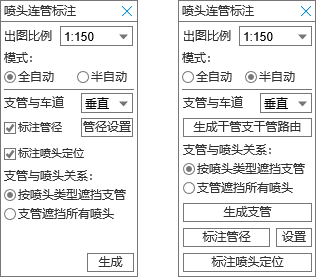 喷头连管标注
出图比例 1:150
模式：
全自动 半自动
支管与车道 垂直
标注管径 管径设置
标注喷头定位
支管与喷头关系：
按喷头类型遮挡支管
支管遮挡所有喷头
生成
喷头连管标注
出图比例 1:150
模式：
全自动 半自动
支管与车道 垂直
生成干管支干管路由
支管与喷头关系：
按喷头类型遮挡支管
支管遮挡所有喷头
生成支管
标注管径 设置
标注喷头定位